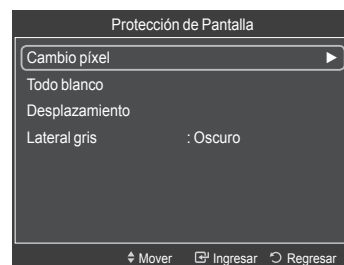 Protección de Pantalla
Cambio píxel
Todo blanco
Desplazamiento
Lateral gris : Oscuro
Mover Ingresar Regresar